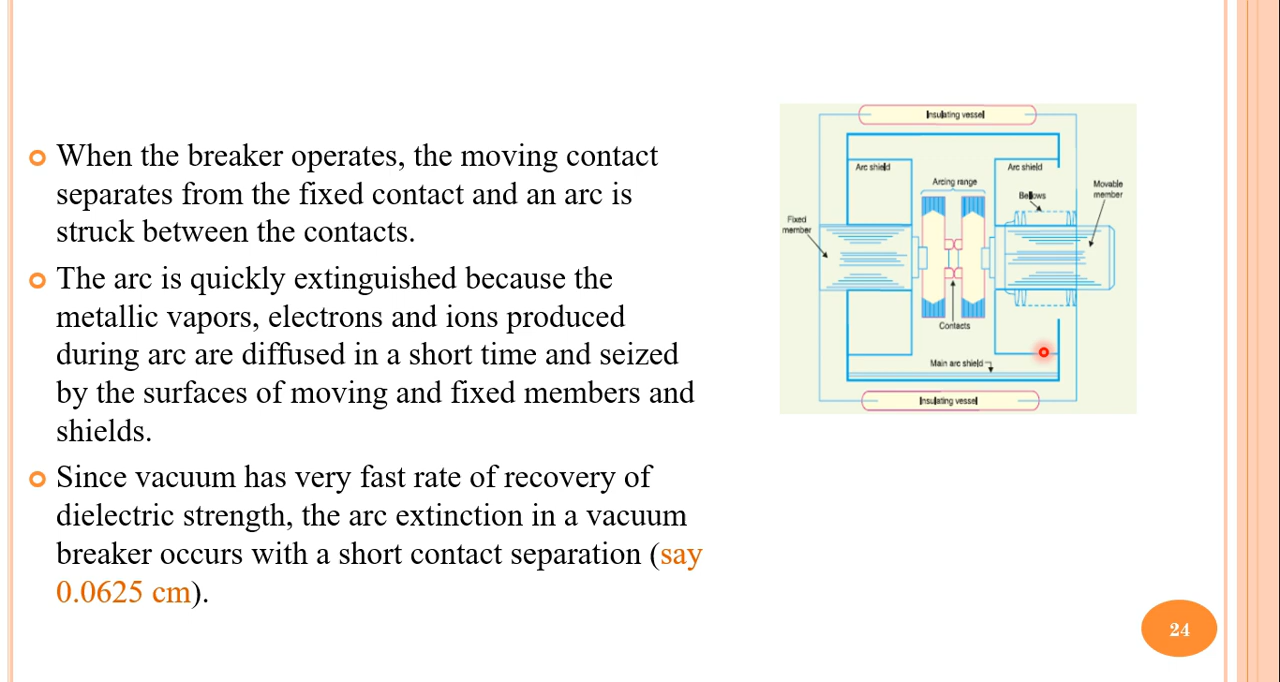 When the breaker operates, the moving contact
separates from the fixed contact and an arc is
struck between the contacts.
The arc is quickly extinguished because the
metallic vapors, electrons and ions produced
during arc are diffused in a short time and seized
by the surfaces of moving and fixed members and
shields.
Since vacuum has very fast rate of recovery of
dielectric strength, the arc extinction in a vacuum
breaker occurs with a short contact separation (say
0.0625 cm).
Insulating vessel
Arc shield
Arc shield
Arcing range
Bellows
Movable
member
Fixed
member
Contacts
Main arc shield
Insulating vessel
24